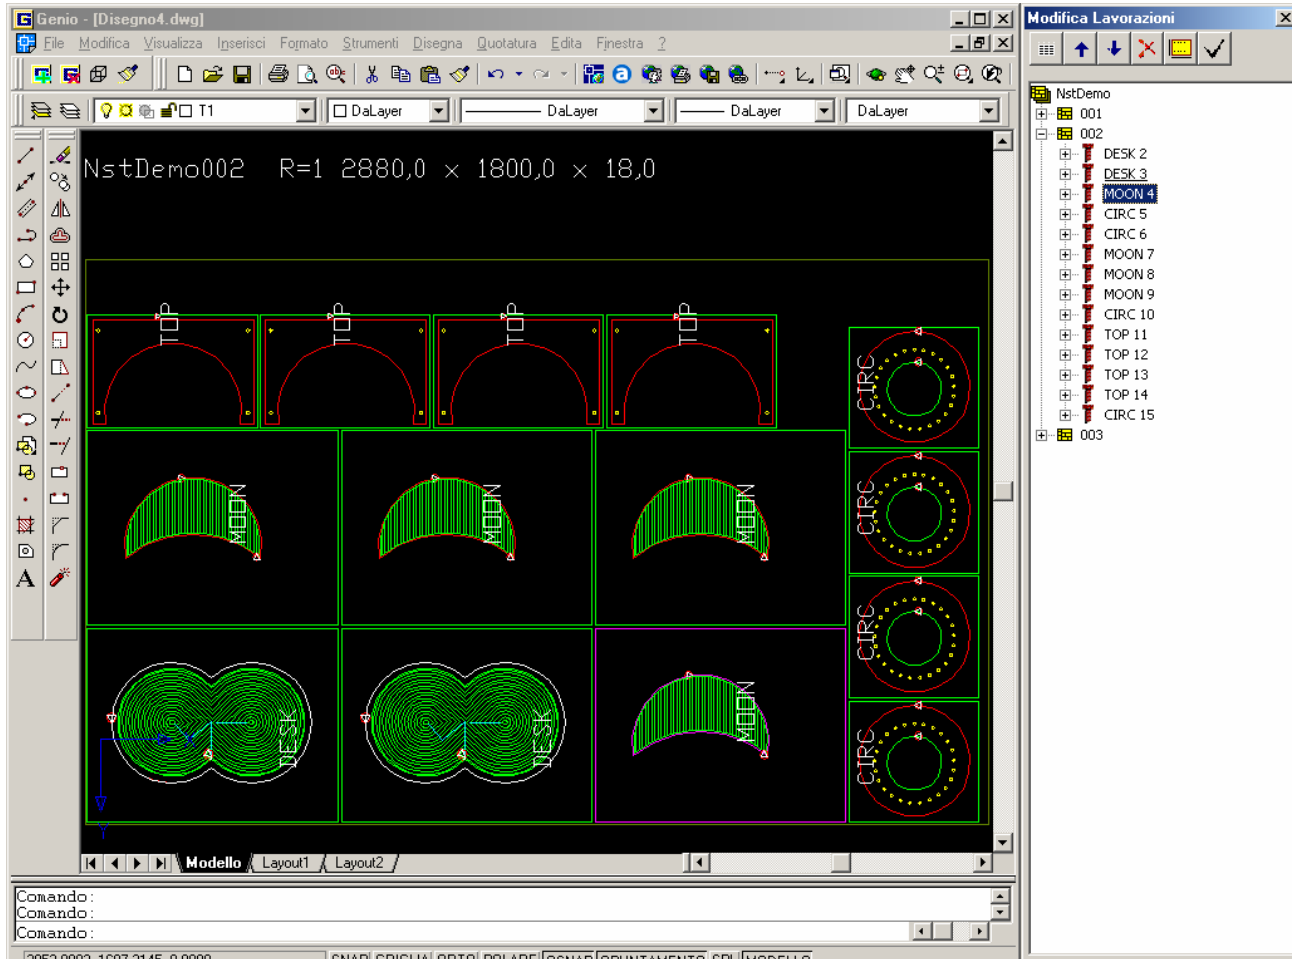 Genio - [Disegno4.dwg]
File Modifica Visualizza Inserisci Formato Strumenti Disegna Quotatura Edita Finestra ?
T1 DaLayer DaLayer DaLayer DaLayer
NstDemo002 R=1 2880,0 x 1800,0 x 18,0
TOP TOP TOP TOP
CIRC
CIRC
MOON MOON MOON
CIRC
DESK DESK MOON
CIRC
Y
Modello Layout1 Layout2
Comando:
Comando:
Comando:
SNAP GRIGLIA ORTO POLARE OSNAP OPUNTAMENTO SPL MODELLO
Modifica Lavorazioni
NstDemo
001
002
DESK 2
DESK 3
MOON 4
CIRC 5
CIRC 6
MOON 7
MOON 8
MOON 9
CIRC 10
TOP 11
TOP 12
TOP 13
TOP 14
CIRC 15
003